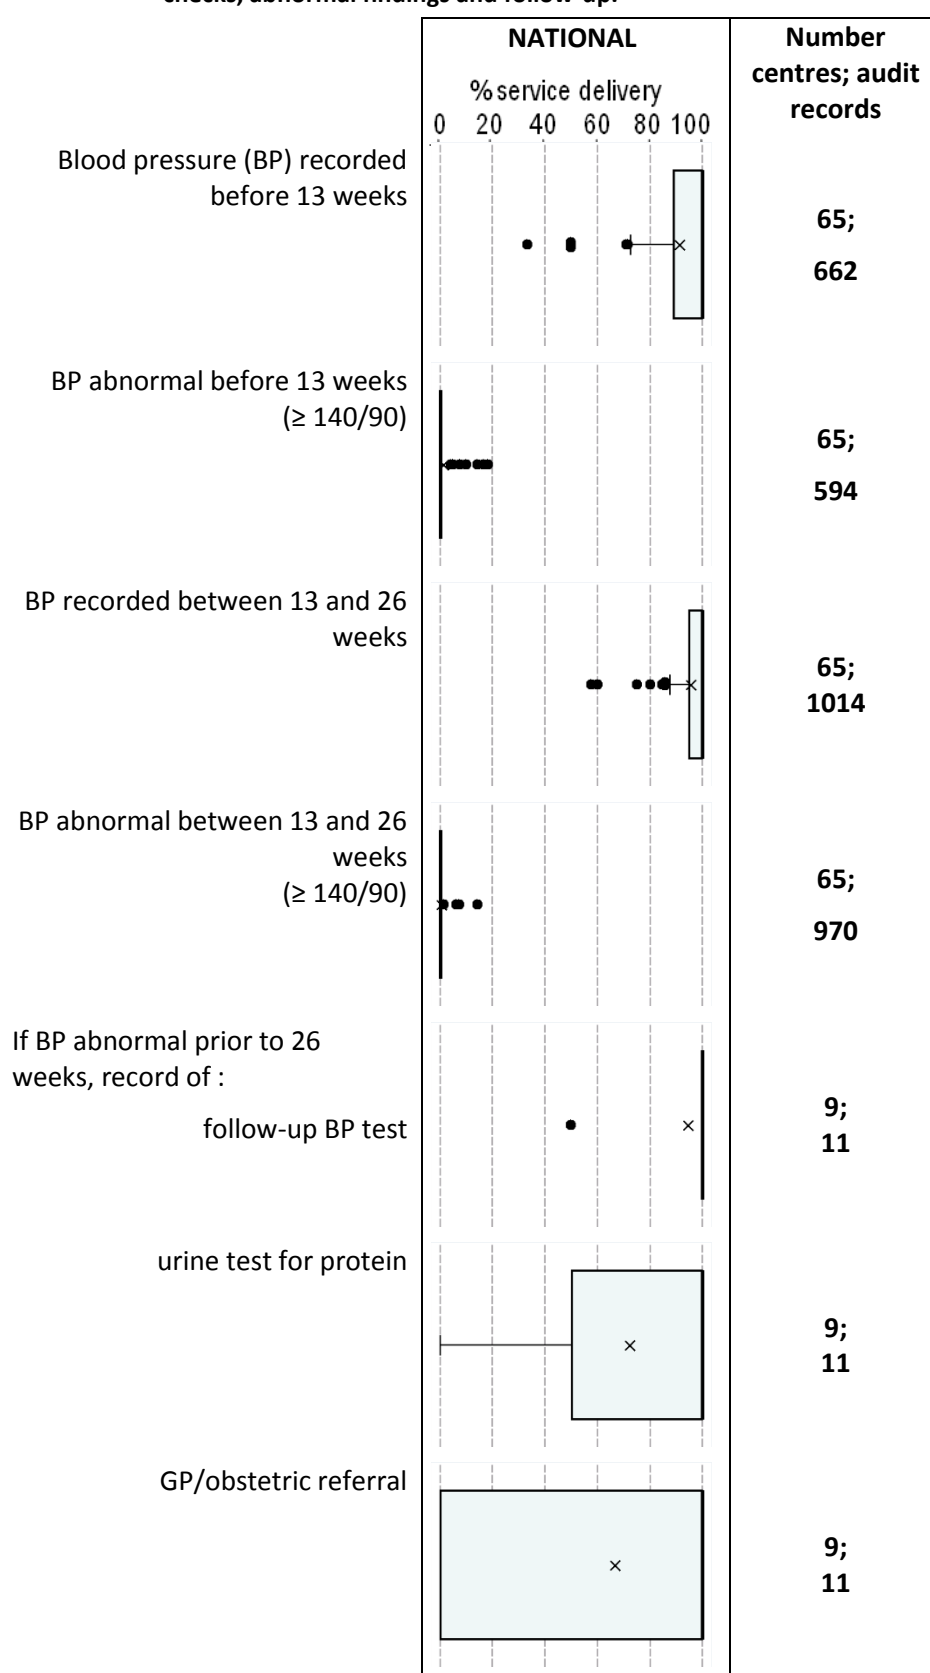 checks, abnormal findings and follow-up.
NATIONAL
Number
centres; audit
records
% service delivery
0 20 40 60 80 100
Blood pressure (BP) recorded
before 13 weeks
65;
662
BP abnormal before 13 weeks
(≥ 140/90)
65;
594
BP recorded between 13 and 26
weeks
65;
1014
BP abnormal between 13 and 26
weeks
(≥ 140/90)
65;
970
If BP abnormal prior to 26
weeks, record of :
follow-up BP test
9;
11
urine test for protein
9;
11
GP/obstetric referral
9;
11